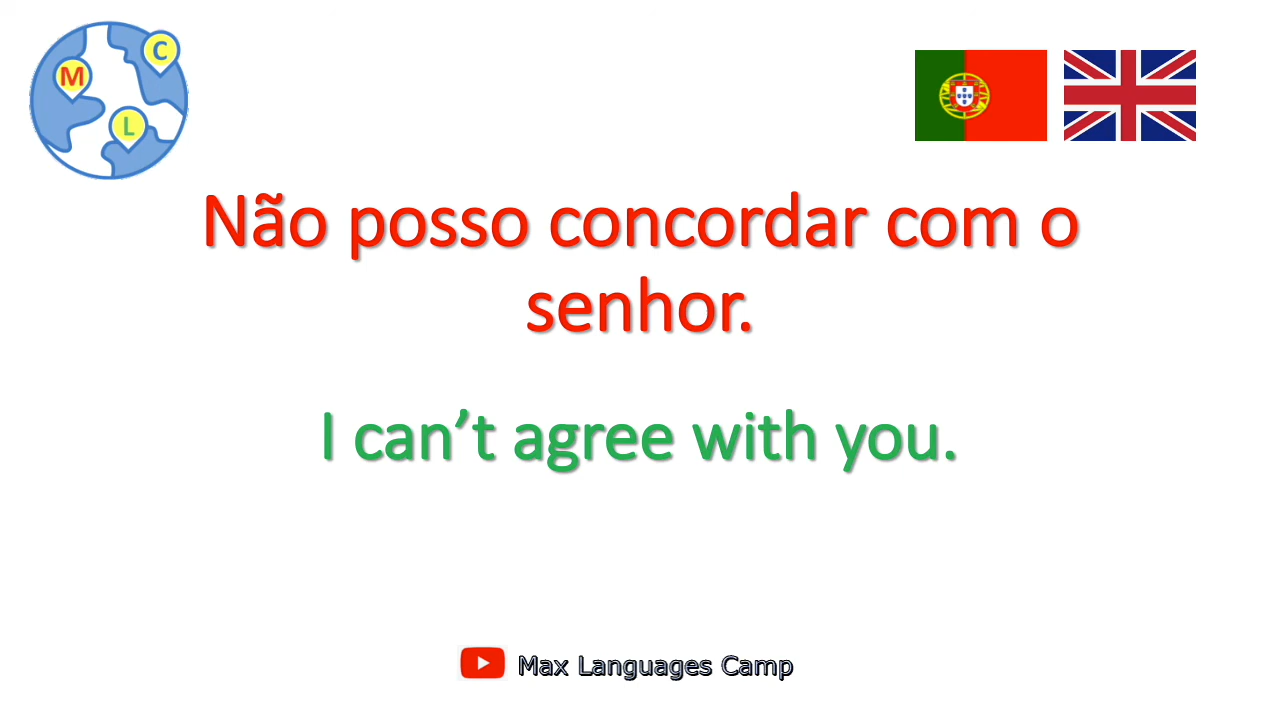 M
C
L
Não posso concordar com o
senhor.
I can’t agree with you.
Max Languages Camp